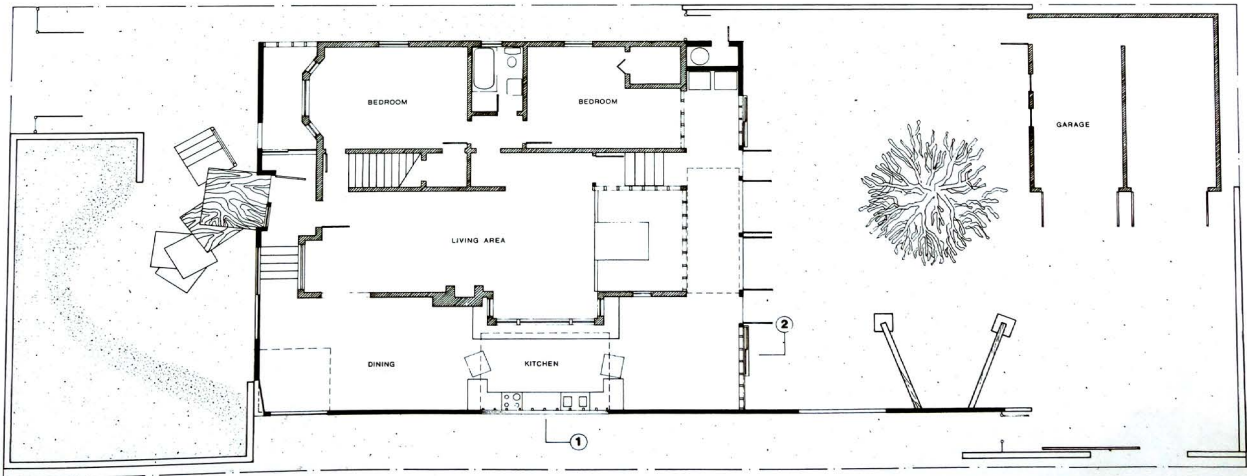 BEDROOM
BEDROOM
GARAGE
LIVING AREA
2
DINING
KITCHEN
1